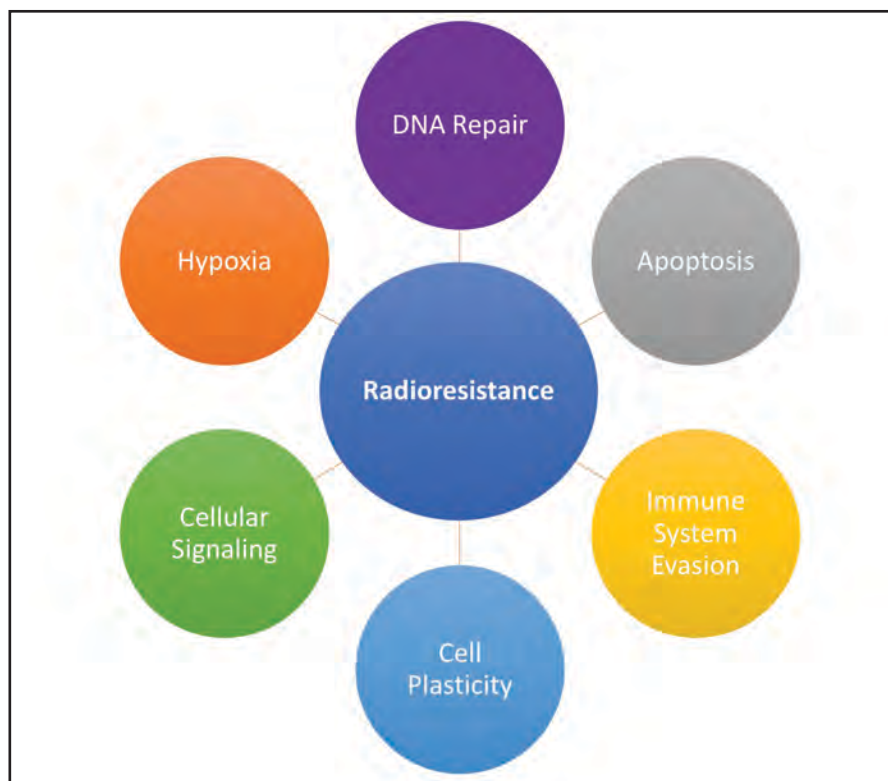 DNA Repair
Hypoxia
Apoptosis
Radioresistance
Cellular
Signaling
Immune
System
Evasion
Cell
Plasticity